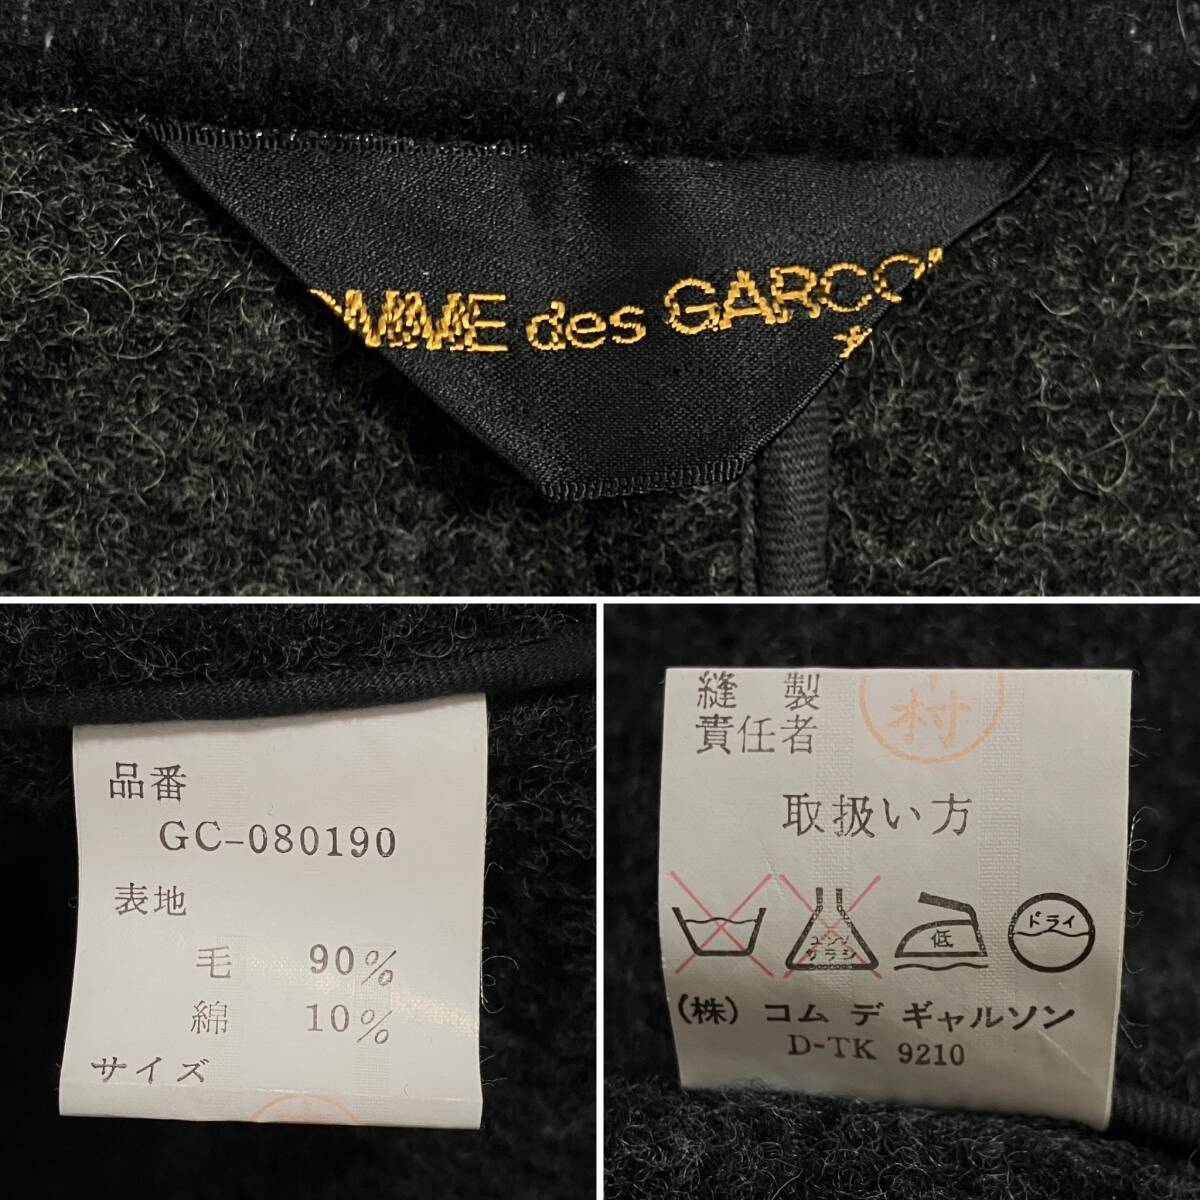 OMME des GARCO
品番
GC-080190
表地
毛 90%
綿 10%
サイズ
縫製
責任者
村
取扱い方
エンソ
サラシ
低
ドライ
(株) コム デ ギャルソン
D-TK 9210